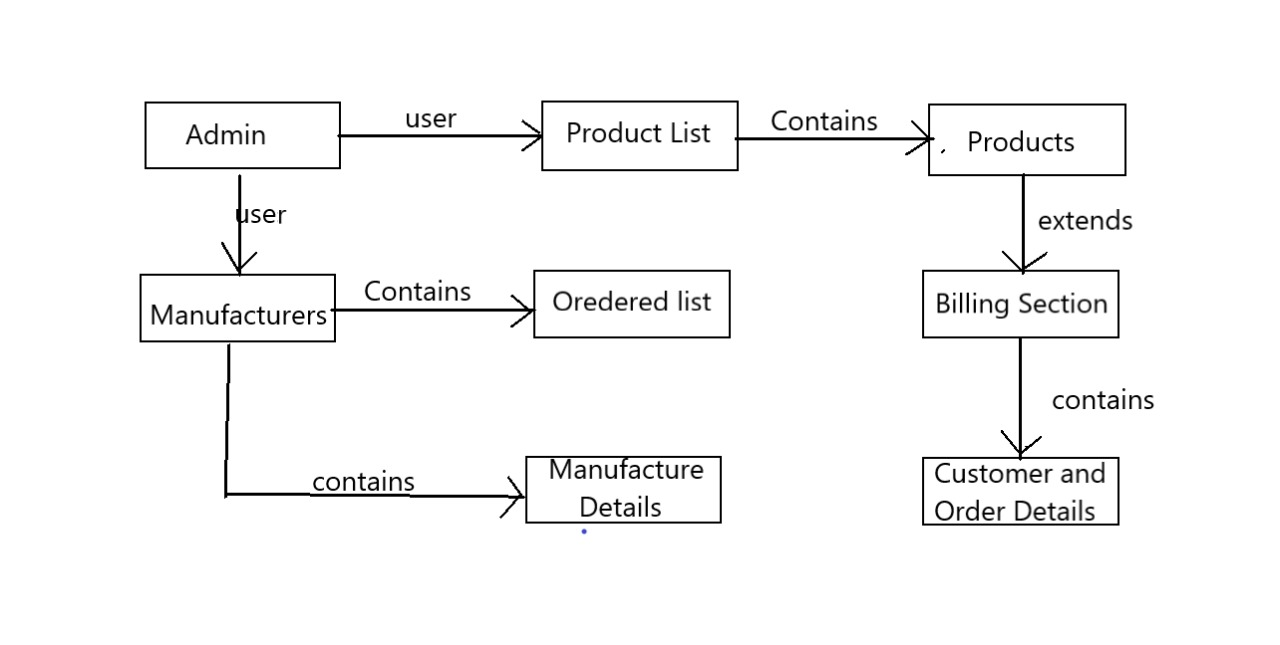 Admin
user
Product List
Contains
Products
user
extends
Manufacturers
Contains
Oredered list
Billing Section
contains
contains
Manufacture
Details
Customer and
Order Details